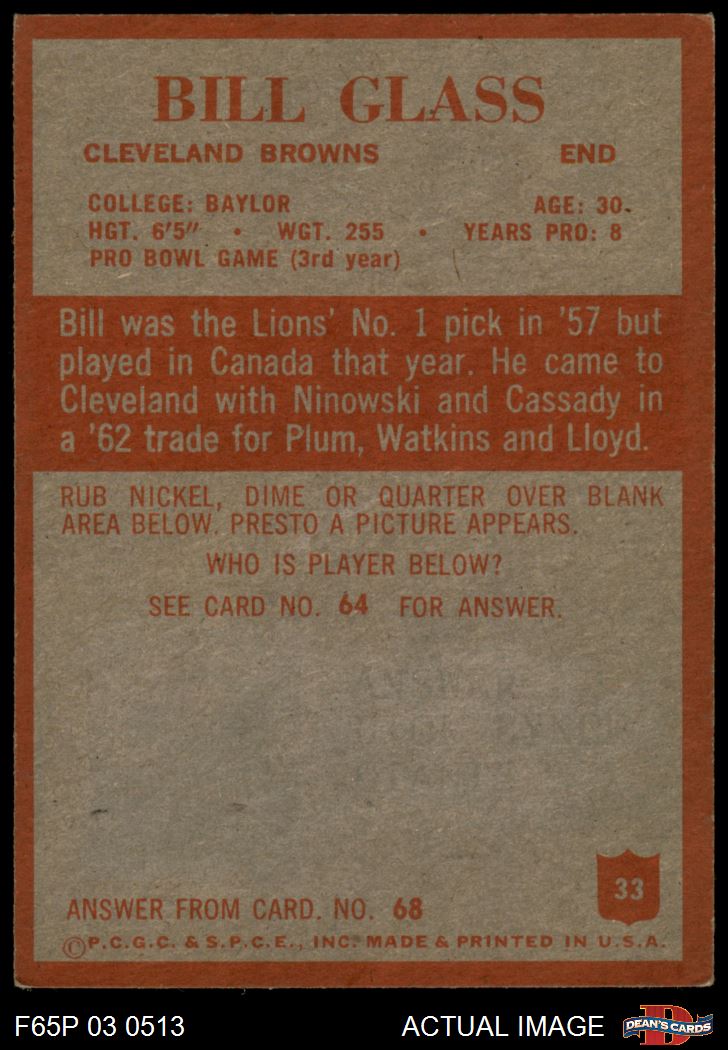 BILL GLASS
CLEVELAND BROWNS END
COLLEGE: BAYLOR AGE: 30.
HGT. 6'5" • WGT. 255 • YEARS PRO: 8
PRO BOWL GAME (3rd year)
Bill was the Lions' No. 1 pick in '57 but
played in Canada that year. He came to
Cleveland with Ninowski and Cassady in
a '62 trade for Plum, Watkins and Lloyd.
RUB NICKEL, DIME OR QUARTER OVER BLANK
AREA BELOW. PRESTO A PICTURE APPEARS.
WHO IS PLAYER BELOW?
SEE CARD NO. 64 FOR ANSWER.
33
ANSWER FROM CARD. NO. 68
©P.C.G.C. & S.P.C.E., INC. MADE & PRINTED IN U.S.A.
F65P 03 0513 ACTUAL IMAGE D DEAN'S CARDS